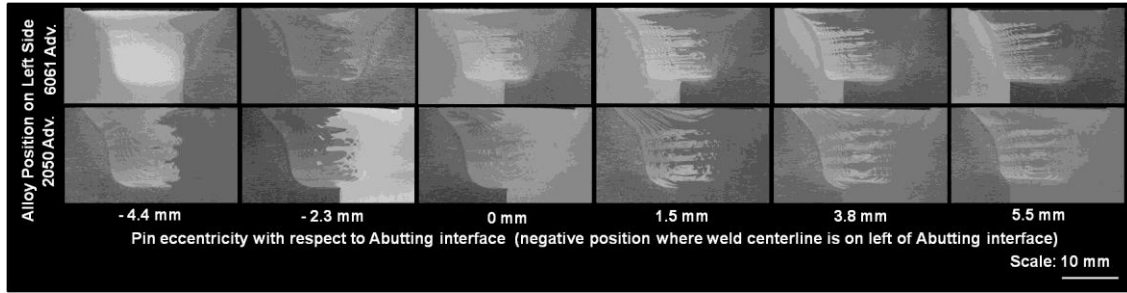 Alloy Position on Left Side
6061 Adv.
2050 Adv.
- 4.4 mm
- 2.3 mm
0 mm
1.5 mm
3.8 mm
5.5 mm
Pin eccentricity with respect to Abutting interface (negative position where weld centerline is on left of Abutting interface)
Scale: 10 mm